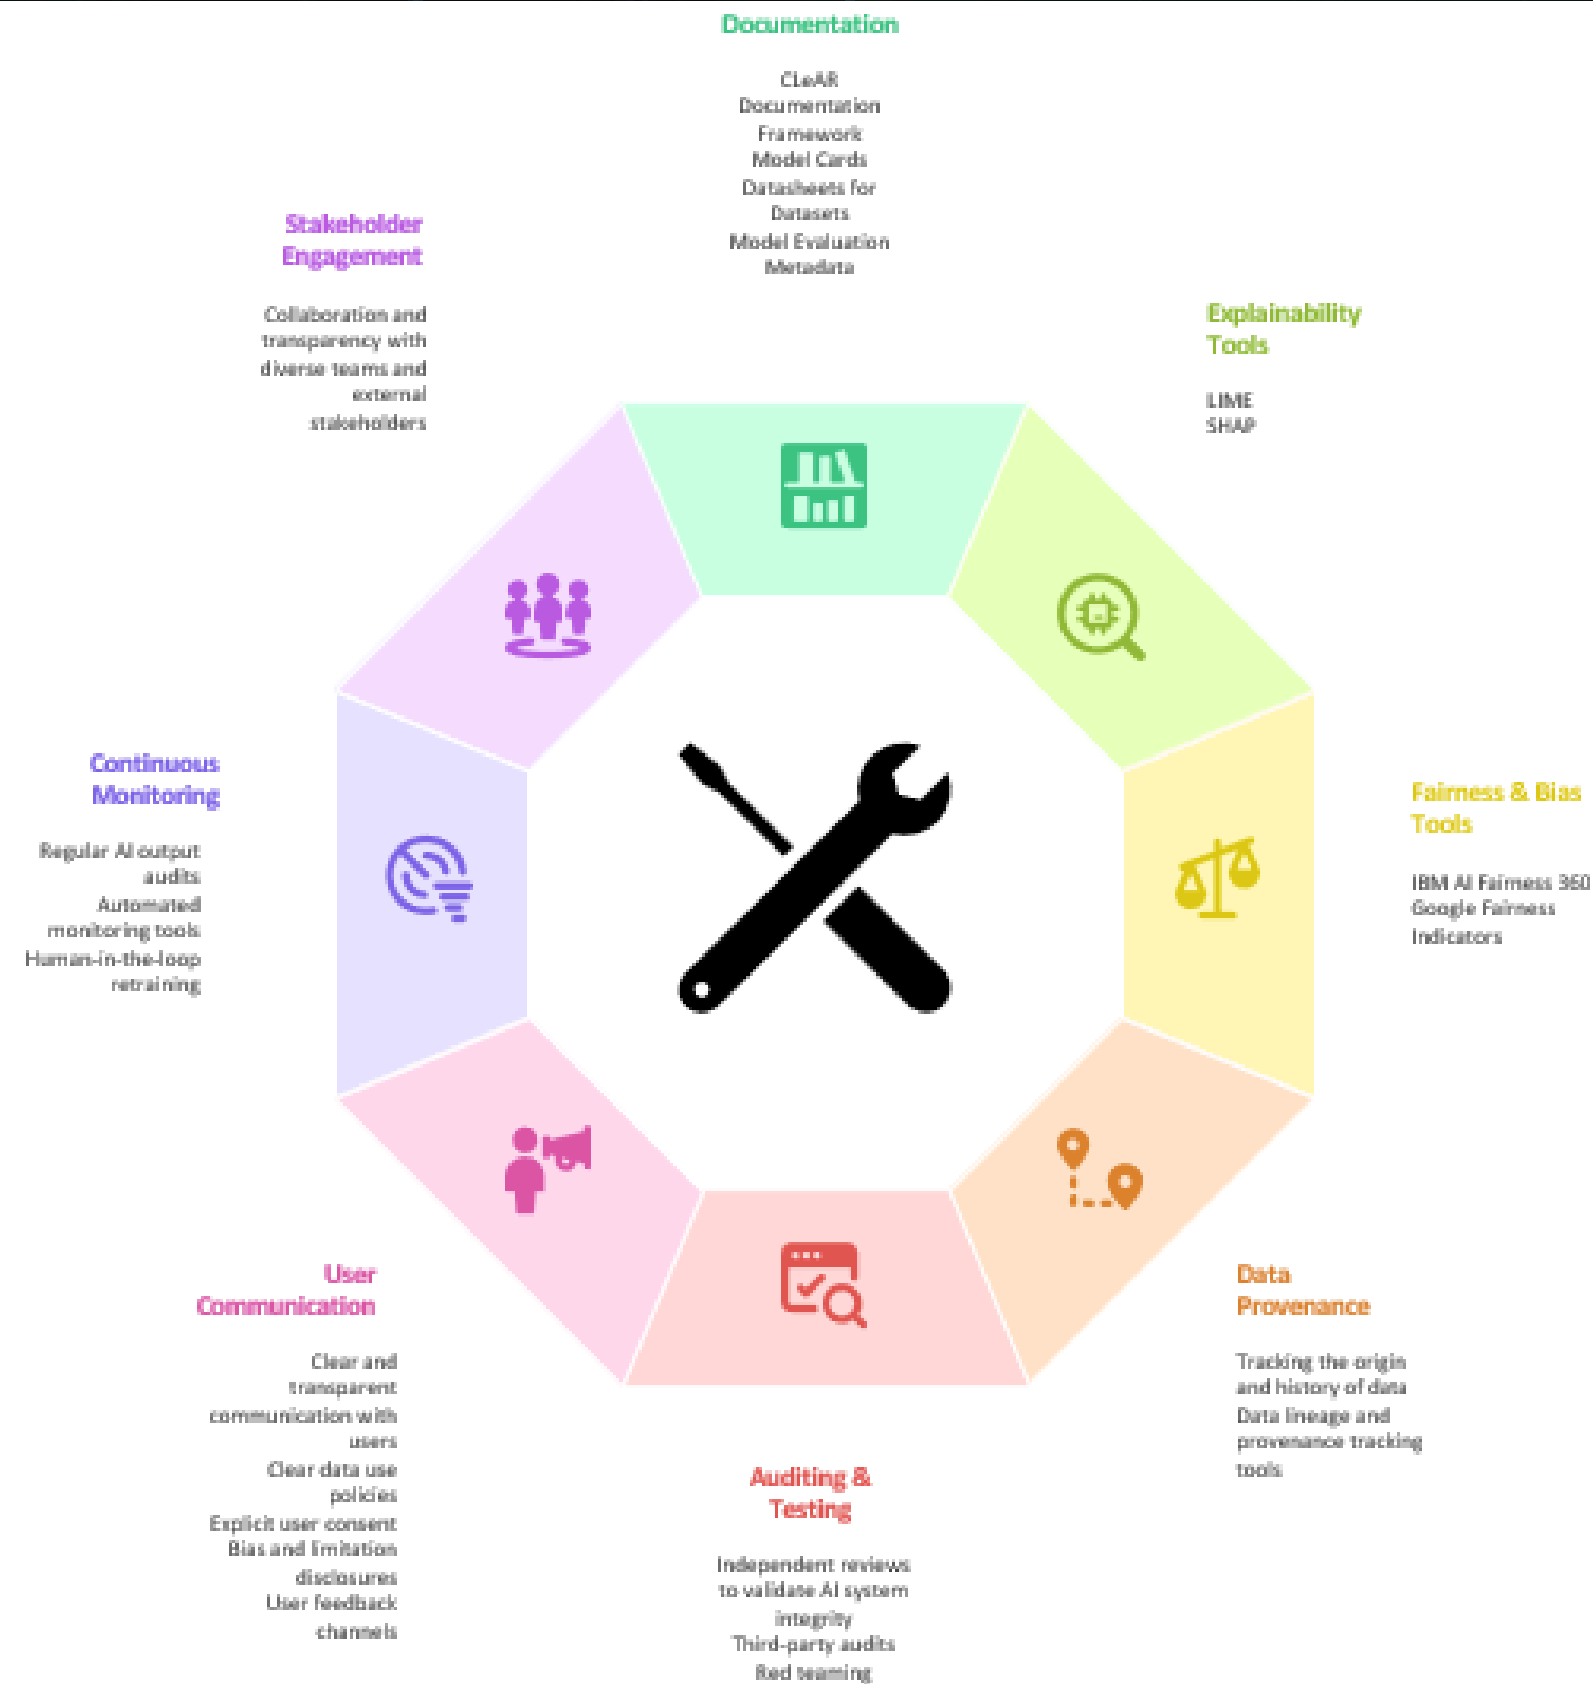 Documentation
CLeAR
Documentation
Framework
Model Cards
Datasheets for
Datasets
Model Evaluation
Metadata
Explainability
Tools
LIME
SHAP
Fairness & Bias
Tools
IBM AI Fairness 360
Google Fairness
Indicators
Data
Provenance
Tracking the origin
and history of data
Data lineage and
provenance tracking
tools
Auditing &
Testing
Independent reviews
to validate AI system
integrity
Third-party audits
Red teaming
User
Communication
Clear and
transparent
communication with
users
Clear data use
policies
Explicit user consent
Bias and limitation
disclosures
User feedback
channels
Continuous
Monitoring
Regular AI output
audits
Automated
monitoring tools
Human-in-the-loop
retraining
Stakeholder
Engagement
Collaboration and
transparency with
diverse teams and
external
stakeholders